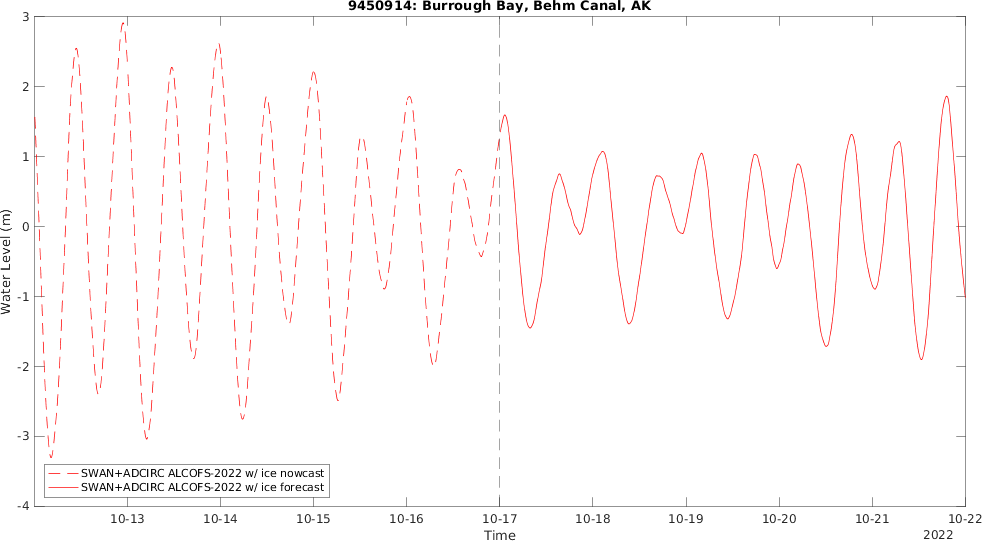 9450914: Burrough Bay, Behm Canal, AK
3
2
1
0
-1
-2
-3
-4
Water Level (m)
SWAN+ADCIRC ALCOFS-2022 w/ ice nowcast
SWAN+ADCIRC ALCOFS-2022 w/ ice forecast
10-13 10-14 10-15 10-16 10-17 10-18 10-19 10-20 10-21 10-22
Time
2022